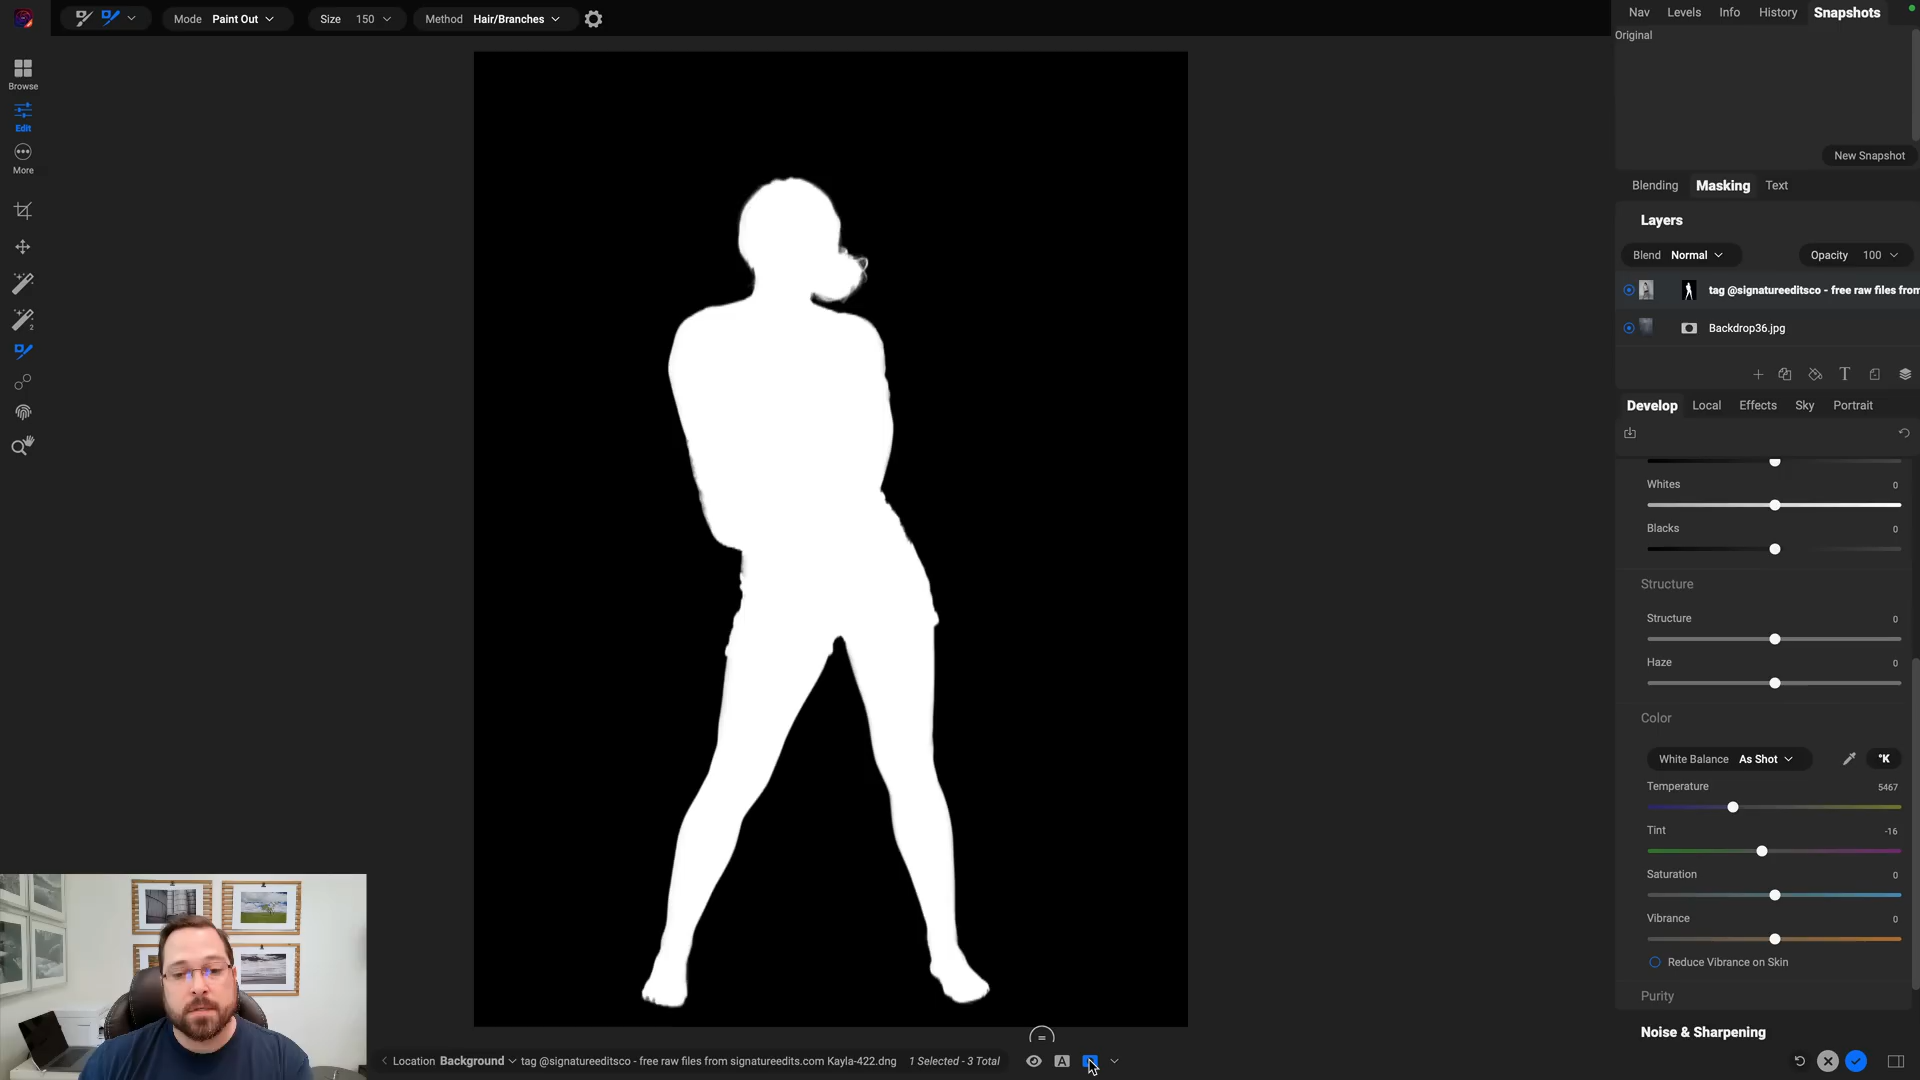 Mode Paint Out
Size 150
Method Hair/Branches
Nav Levels Info History Snapshots
Original
New Snapshot
Browse
Edit
More
2
Blending Masking Text
Layers
Blend Normal
Opacity 100
tag @signatureeditsco - free raw files from
Backdrop36.jpg
T
Develop Local Effects Sky Portrait
Whites 0
Blacks 0
Structure
Structure 0
Haze 0
Color
White Balance As Shot
°K
Temperature 5467
Tint -16
Saturation 0
Vibrance 0
Reduce Vibrance on Skin
Purity
Noise & Sharpening
Location Background tag @signatureeditsco - free raw files from signatureedits.com Kayla-422.dng 1 Selected - 3 Total
A